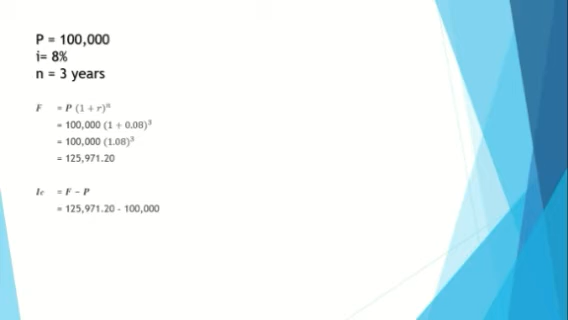 P = 100,000
i= 8%
n = 3 years
F = P (1 + r)ⁿ
= 100,000 (1 + 0.08)³
= 100,000 (1.08)³
= 125,971.20
Ic = F – P
= 125,971.20 - 100,000